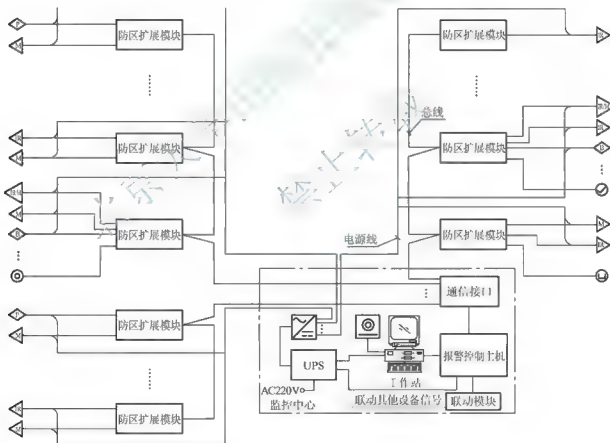 防区扩展模块
防区扩展模块
总线
防区扩展模块
防区扩展模块
防区扩展模块
防区扩展模块
电源线
通信接口
防区扩展模块
UPS
报警控制主机
AC220V
工作站
监控中心
联动其他设备信号
联动模块
防区扩展模块
M
M
M
B
M
M
M
B
M
禁止